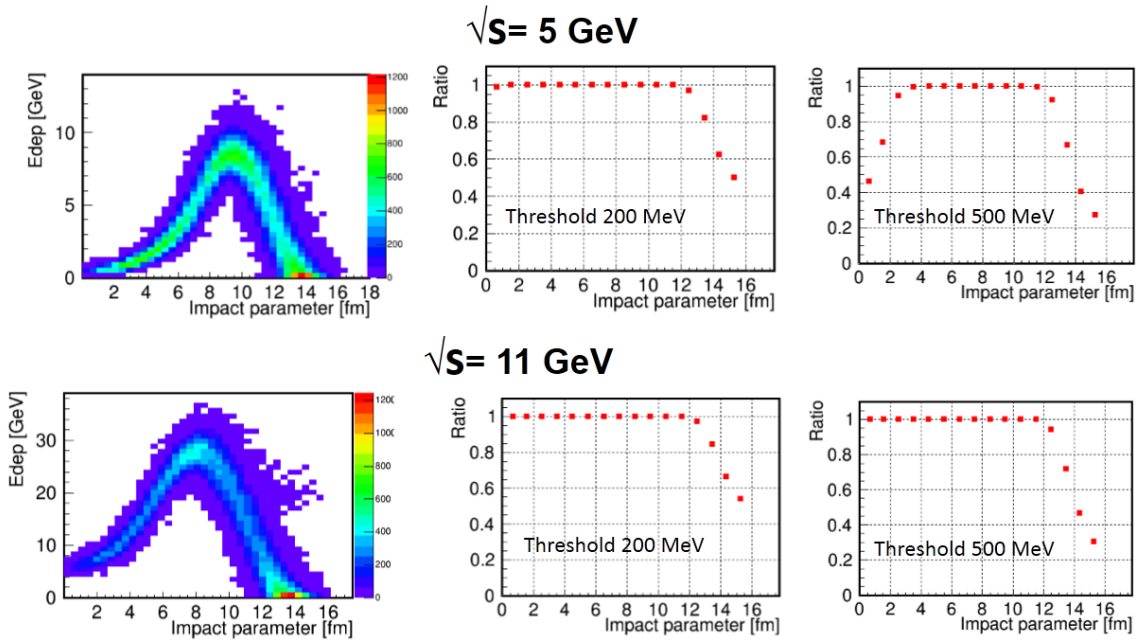 √s= 5 GeV
Edep [GeV]
10
5
0
2 4 6 8 10 12 14 16 18
Impact parameter [fm]
1200
1000
800
600
400
200
0
Ratio
1
0.8
0.6
0.4
0.2
0
Threshold 200 MeV
0 2 4 6 8 10 12 14 16
Impact parameter [fm]
Ratio
1
0.8
0.6
0.4
0.2
0
Threshold 500 MeV
0 2 4 6 8 10 12 14 16
Impact parameter [fm]
√s= 11 GeV
Edep [GeV]
30
20
10
0
2 4 6 8 10 12 14 16
Impact parameter [fm]
1200
1000
800
600
400
200
0
Ratio
1
0.8
0.6
0.4
0.2
0
Threshold 200 MeV
0 2 4 6 8 10 12 14 16
Impact parameter [fm]
Ratio
1
0.8
0.6
0.4
0.2
0
Threshold 500 MeV
0 2 4 6 8 10 12 14 16
Impact parameter [fm]